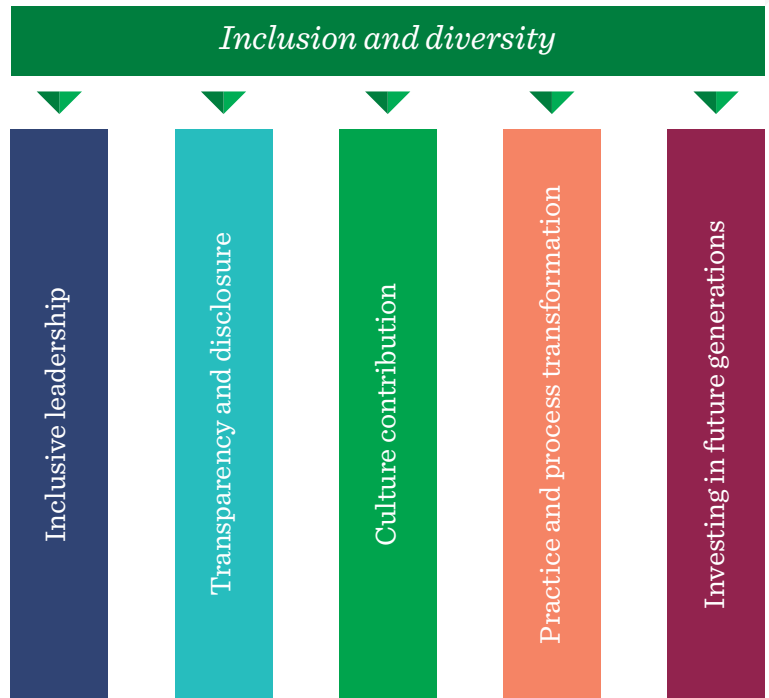 Inclusion and diversity
Inclusive leadership
Transparency and disclosure
Culture contribution
Practice and process transformation
Investing in future generations